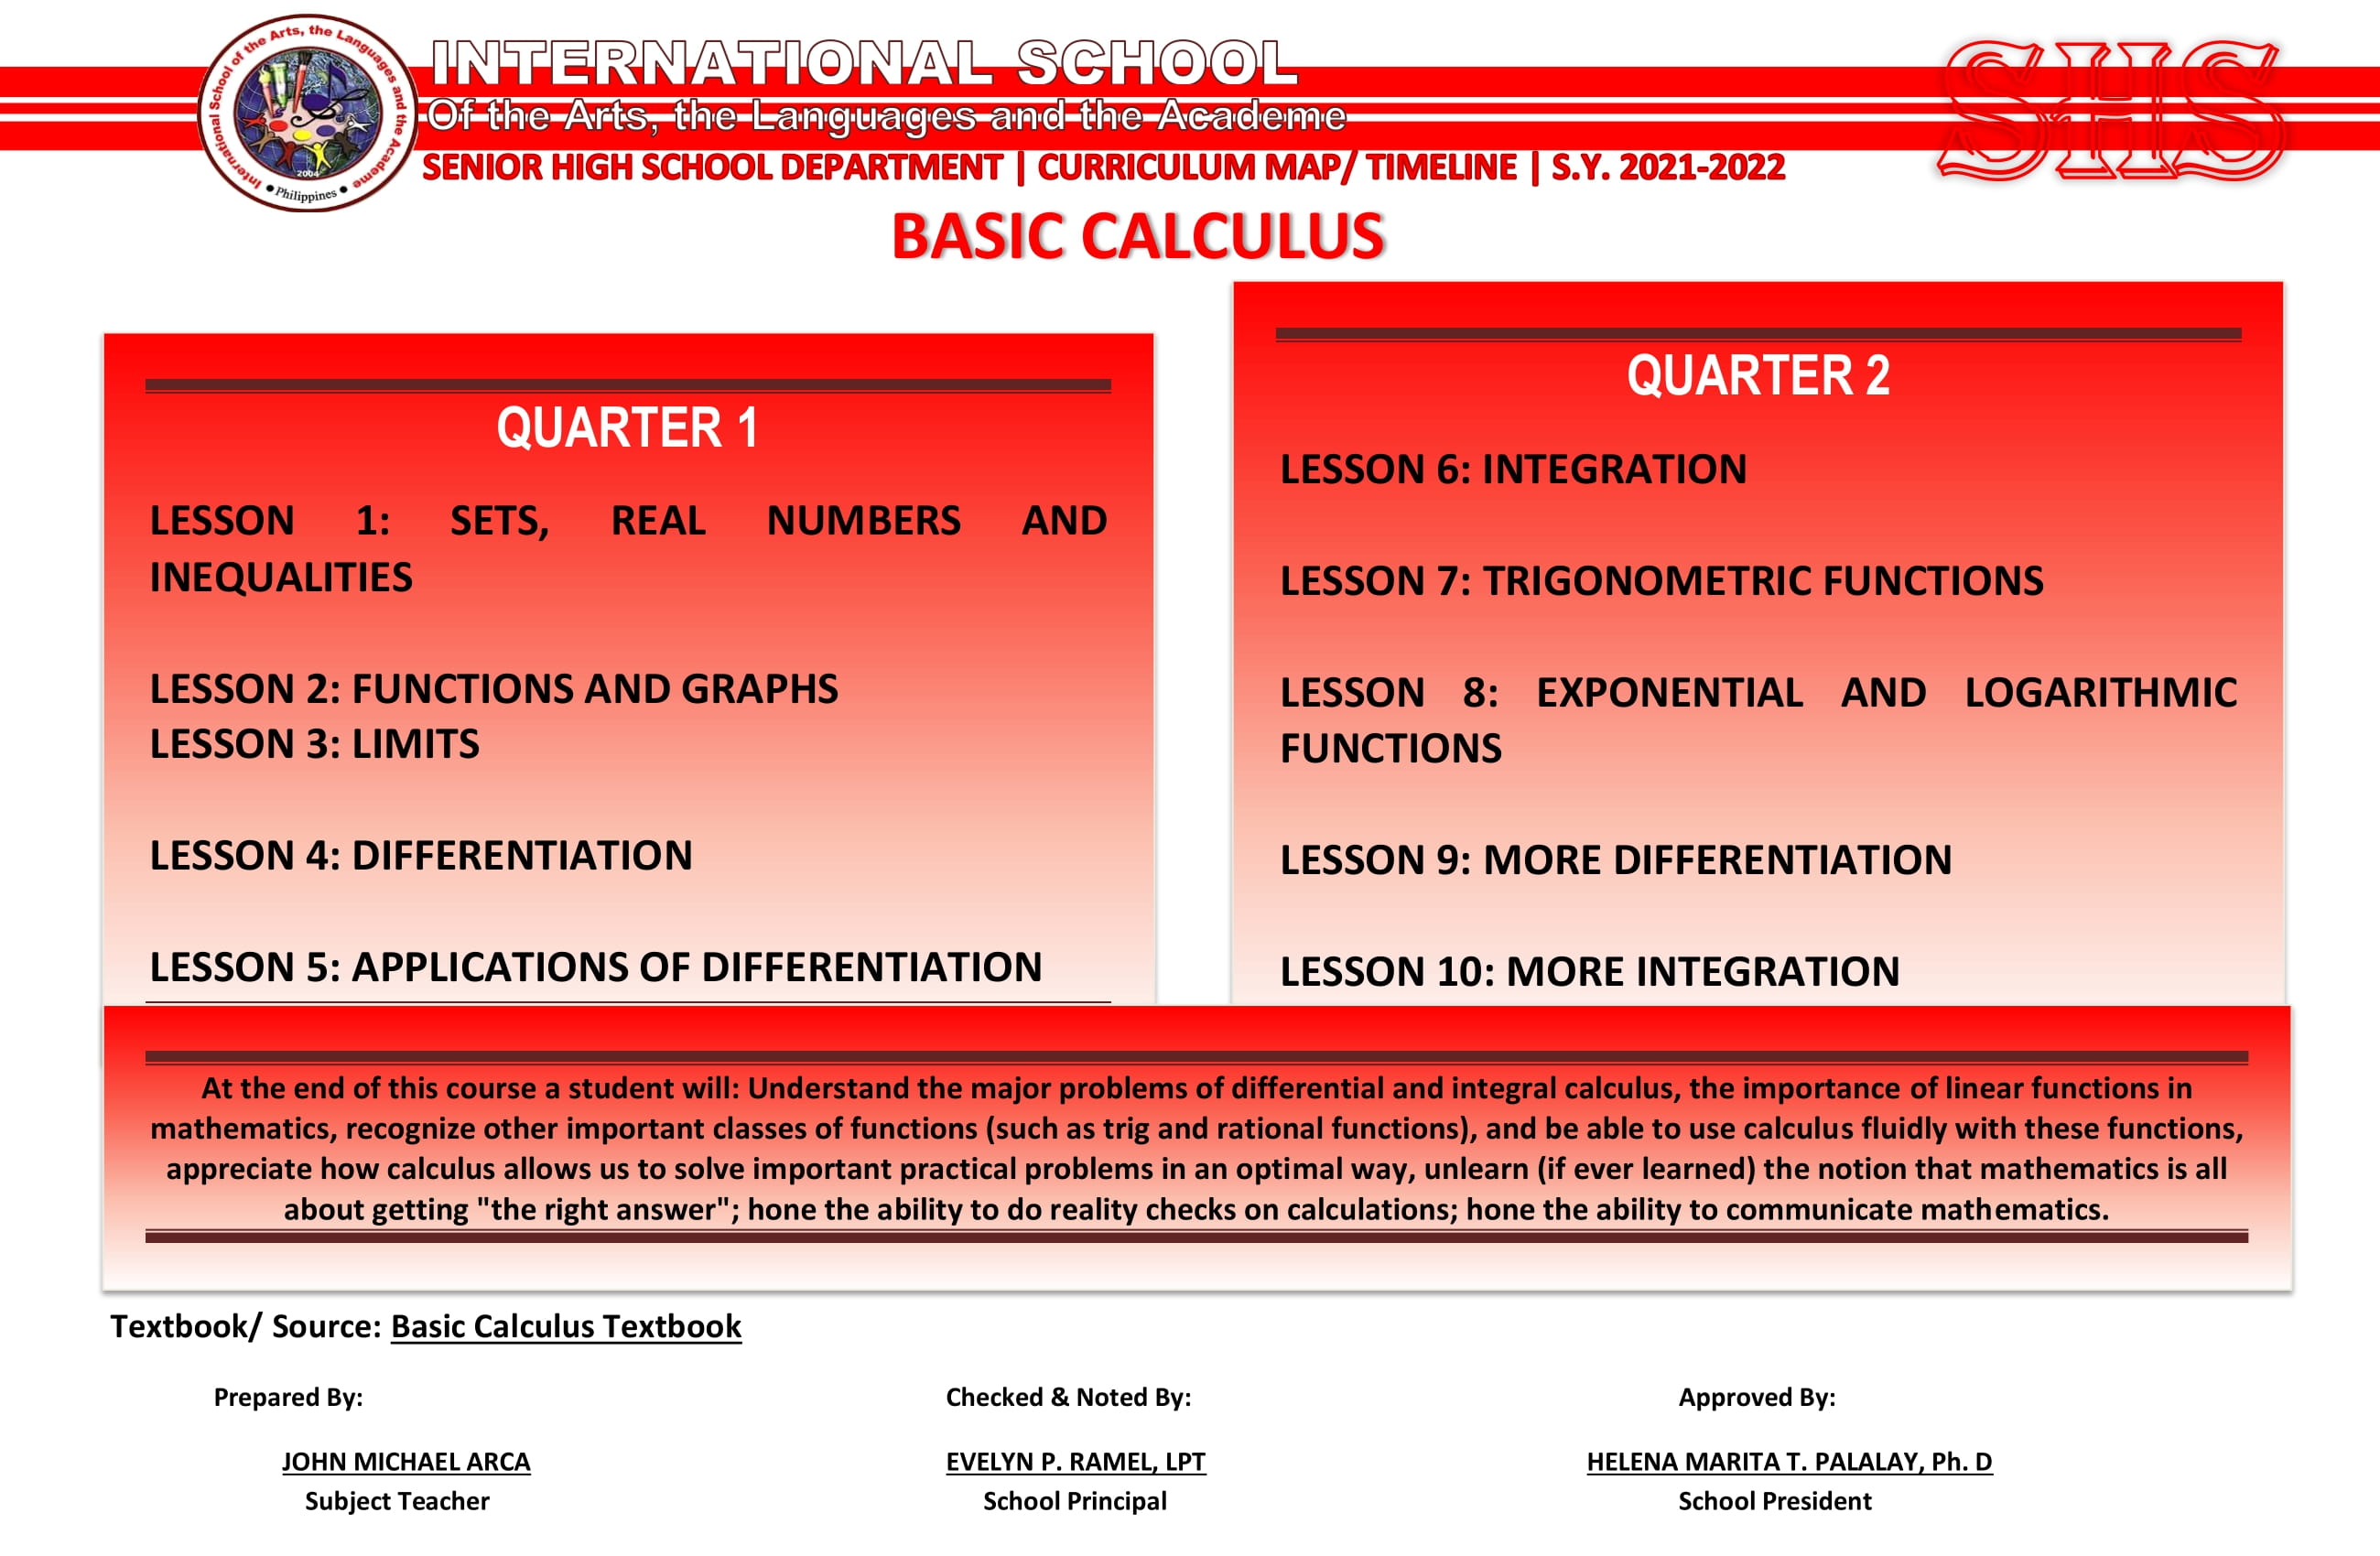 International School of the Arts, the Languages and the Academe
2004
• Philippines •
INTERNATIONAL SCHOOL
Of the Arts, the Languages and the Academe
SENIOR HIGH SCHOOL DEPARTMENT | CURRICULUM MAP/ TIMELINE | S.Y. 2021-2022
SHS
BASIC CALCULUS
QUARTER 1
LESSON 1: SETS, REAL NUMBERS AND
INEQUALITIES
LESSON 2: FUNCTIONS AND GRAPHS
LESSON 3: LIMITS
LESSON 4: DIFFERENTIATION
LESSON 5: APPLICATIONS OF DIFFERENTIATION
QUARTER 2
LESSON 6: INTEGRATION
LESSON 7: TRIGONOMETRIC FUNCTIONS
LESSON 8: EXPONENTIAL AND LOGARITHMIC
FUNCTIONS
LESSON 9: MORE DIFFERENTIATION
LESSON 10: MORE INTEGRATION
At the end of this course a student will: Understand the major problems of differential and integral calculus, the importance of linear functions in
mathematics, recognize other important classes of functions (such as trig and rational functions), and be able to use calculus fluidly with these functions,
appreciate how calculus allows us to solve important practical problems in an optimal way, unlearn (if ever learned) the notion that mathematics is all
about getting "the right answer"; hone the ability to do reality checks on calculations; hone the ability to communicate mathematics.
Textbook/ Source: Basic Calculus Textbook
Prepared By:
JOHN MICHAEL ARCA
Subject Teacher
Checked & Noted By:
EVELYN P. RAMEL, LPT
School Principal
Approved By:
HELENA MARITA T. PALALAY, Ph. D
School President